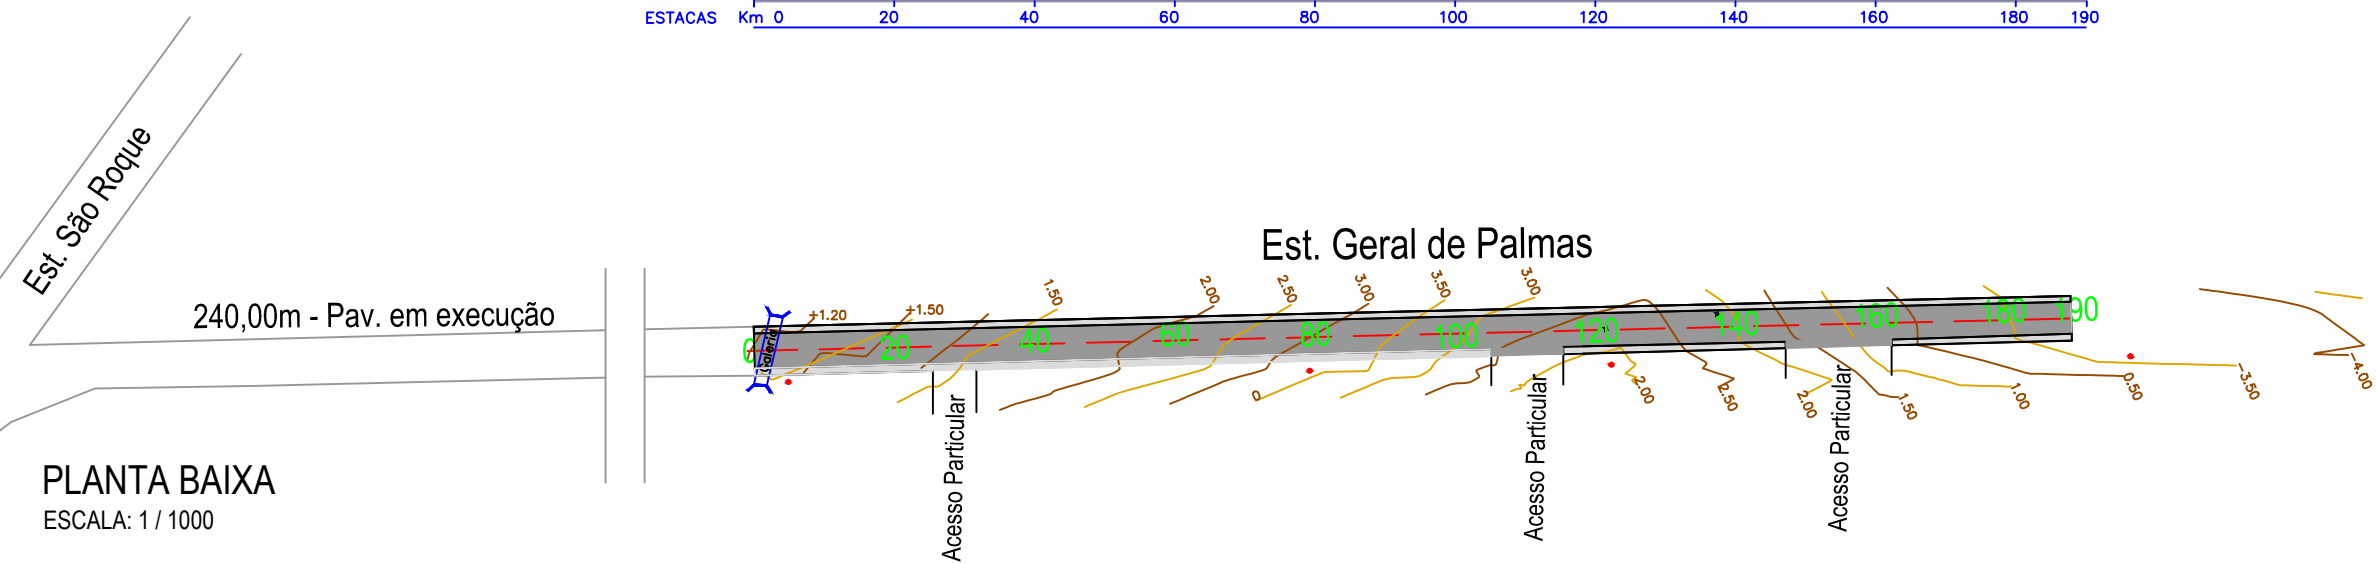 ESTACAS Km 0 20 40 60 80 100 120 140 160 180 190
Est. São Roque
Est. Geral de Palmas
240,00m - Pav. em execução
+1.20 +1.50 1.50 2.00 2.50 3.00 3.50 3.00
Galeria
0 20 40 60 80 100 120 140 160 180 190
0 2.00 2.50 2.00 1.50 1.00 0.50 -3.50 -4.00
Acesso Particular
Acesso Particular
Acesso Particular
PLANTA BAIXA
ESCALA: 1 / 1000